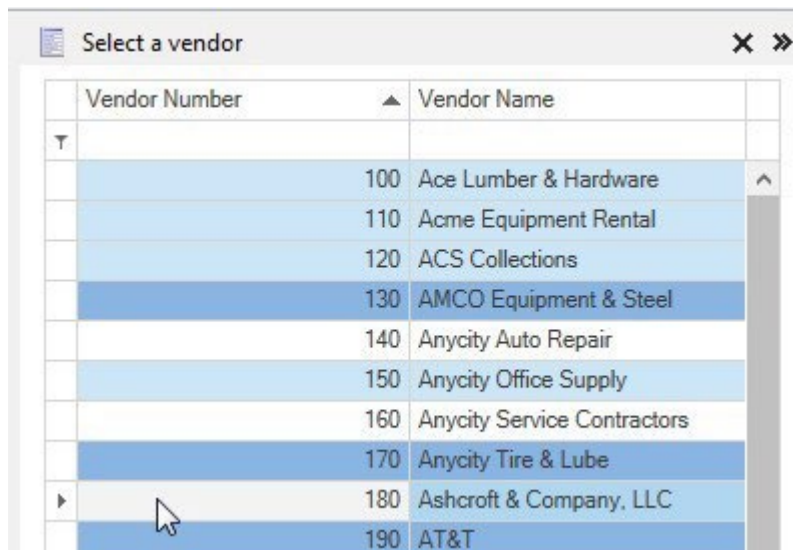 Select a vendor
Vendor Number Vendor Name
100 Ace Lumber & Hardware
110 Acme Equipment Rental
120 ACS Collections
130 AMCO Equipment & Steel
140 Anycity Auto Repair
150 Anycity Office Supply
160 Anycity Service Contractors
170 Anycity Tire & Lube
180 Ashcroft & Company, LLC
190 AT&T